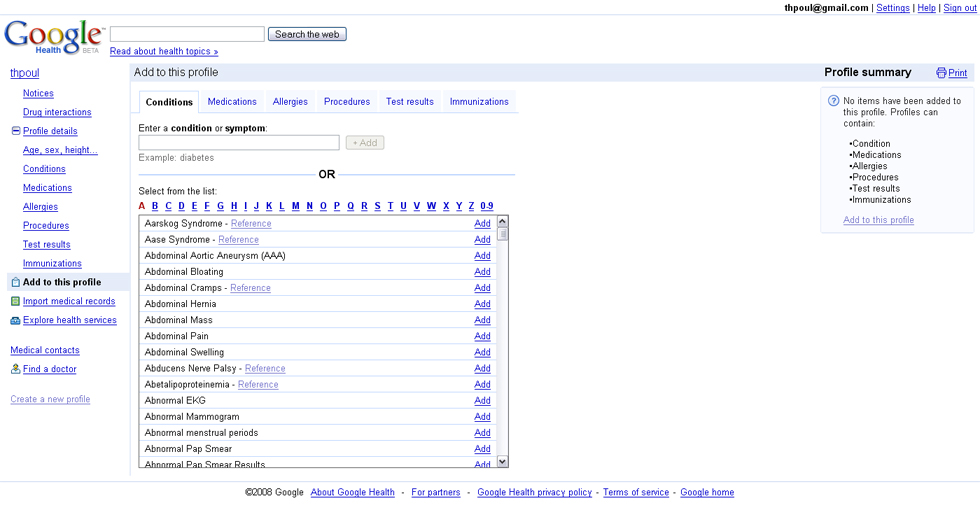 thpoul@gmail.com | Settings | Help | Sign out
Google Health BETA
Search the web
Read about health topics »
thpoul
Notices
Drug interactions
Profile details
Age, sex, height...
Conditions
Medications
Allergies
Procedures
Test results
Immunizations
Add to this profile
Import medical records
Explore health services
Medical contacts
Find a doctor
Create a new profile
Add to this profile
Conditions Medications Allergies Procedures Test results Immunizations
Enter a condition or symptom:
+ Add
Example: diabetes
OR
Select from the list:
A B C D E F G H I J K L M N O P Q R S T U V W X Y Z 0-9
Aarskog Syndrome - Reference Add
Aase Syndrome - Reference Add
Abdominal Aortic Aneurysm (AAA) Add
Abdominal Bloating Add
Abdominal Cramps - Reference Add
Abdominal Hernia Add
Abdominal Mass Add
Abdominal Pain Add
Abdominal Swelling Add
Abducens Nerve Palsy - Reference Add
Abetalipoproteinemia - Reference Add
Abnormal EKG Add
Abnormal Mammogram Add
Abnormal menstrual periods Add
Abnormal Pap Smear Add
Abnormal Pap Smear Results Add
Profile summary Print
? No items have been added to
this profile. Profiles can
contain:
•Condition
•Medications
•Allergies
•Procedures
•Test results
•Immunizations
Add to this profile
©2008 Google About Google Health - For partners - Google Health privacy policy - Terms of service - Google home